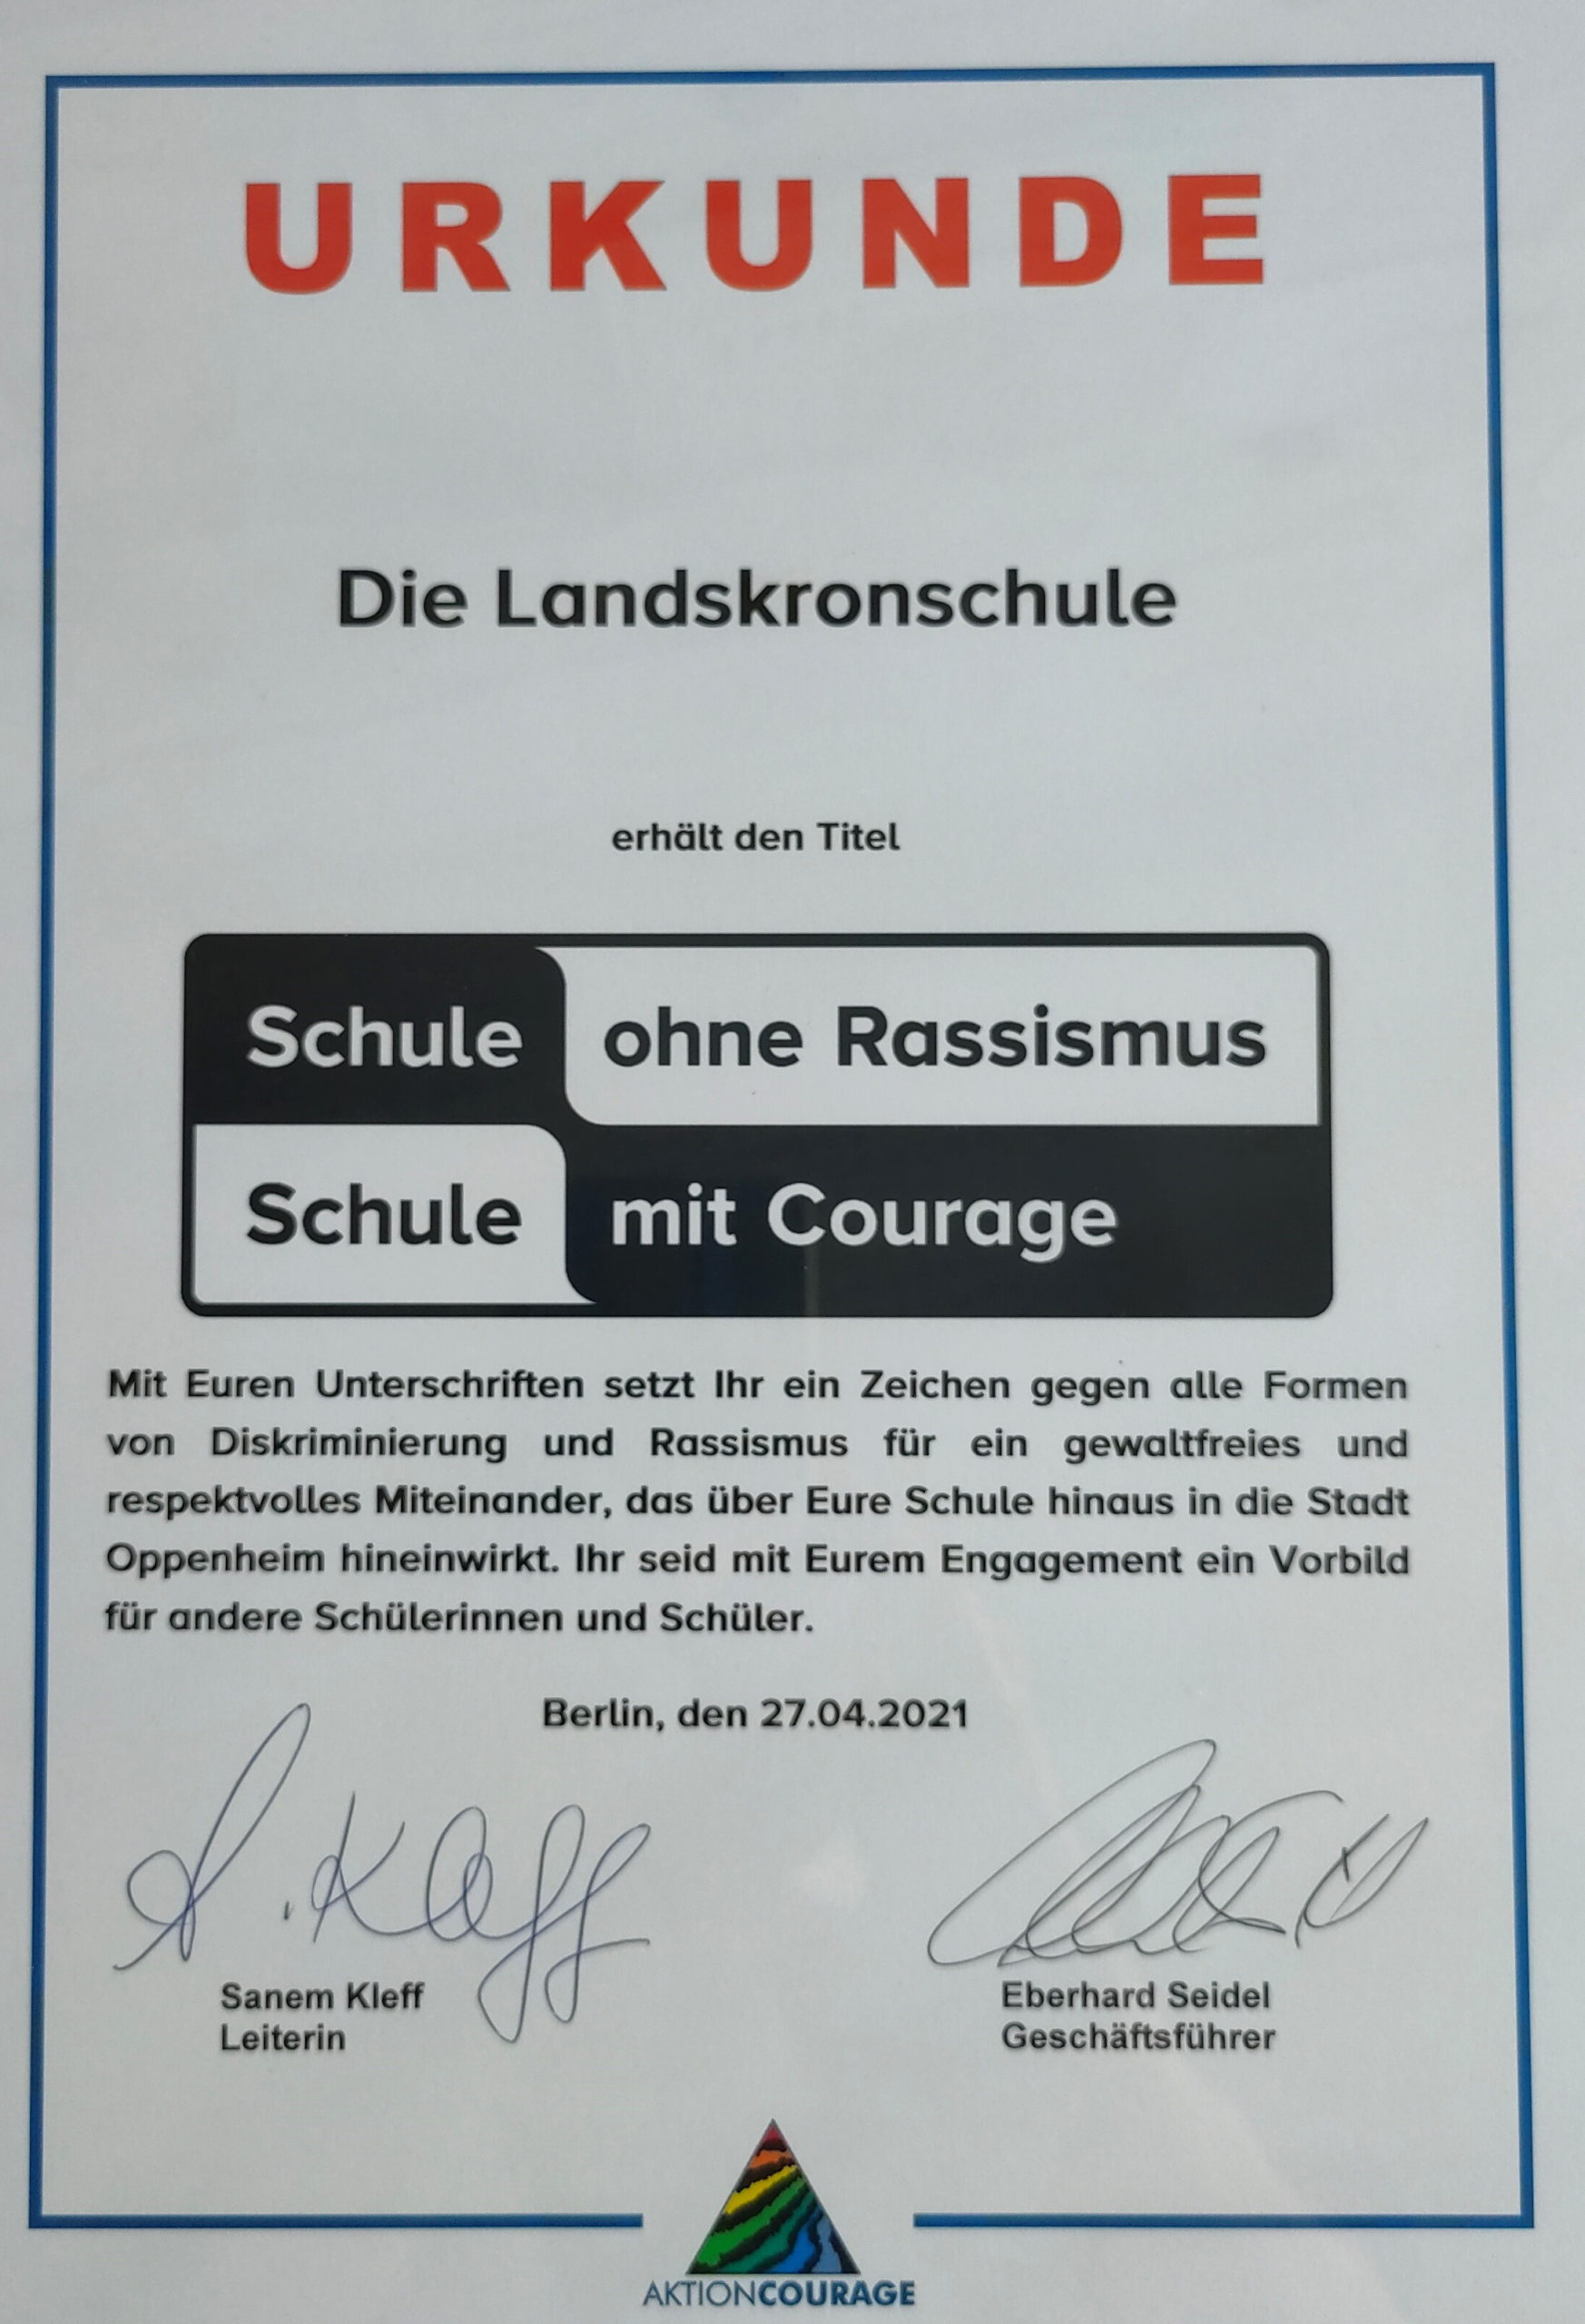 URKUNDE
Die Landskronschule
erhält den Titel
Schule ohne Rassismus
Schule mit Courage
Mit Euren Unterschriften setzt Ihr ein Zeichen gegen alle Formen
von Diskriminierung und Rassismus für ein gewaltfreies und
respektvolles Miteinander, das über Eure Schule hinaus in die Stadt
Oppenheim hineinwirkt. Ihr seid mit Eurem Engagement ein Vorbild
für andere Schülerinnen und Schüler.
Berlin, den 27.04.2021
S. Kleff
Sanem Kleff
Leiterin
Eberhard Seidel
Geschäftsführer
AKTIONCOURAGE